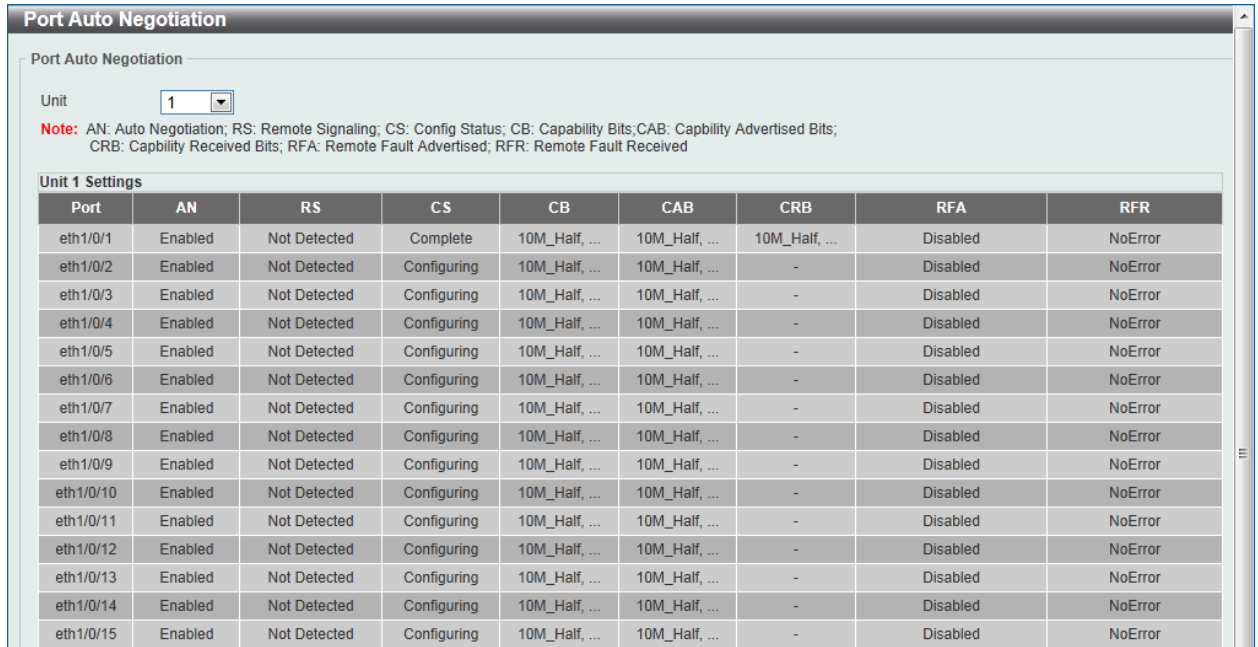 Port Auto Negotiation
Port Auto Negotiation
Unit 1
Note: AN: Auto Negotiation; RS: Remote Signaling; CS: Config Status; CB: Capability Bits;CAB: Capbility Advertised Bits;
CRB: Capbility Received Bits; RFA: Remote Fault Advertised; RFR: Remote Fault Received
Unit 1 Settings
Port AN RS CS CB CAB CRB RFA RFR
eth1/0/1 Enabled Not Detected Complete 10M_Half, ... 10M_Half, ... 10M_Half, ... Disabled NoError
eth1/0/2 Enabled Not Detected Configuring 10M_Half, ... 10M_Half, ... - Disabled NoError
eth1/0/3 Enabled Not Detected Configuring 10M_Half, ... 10M_Half, ... - Disabled NoError
eth1/0/4 Enabled Not Detected Configuring 10M_Half, ... 10M_Half, ... - Disabled NoError
eth1/0/5 Enabled Not Detected Configuring 10M_Half, ... 10M_Half, ... - Disabled NoError
eth1/0/6 Enabled Not Detected Configuring 10M_Half, ... 10M_Half, ... - Disabled NoError
eth1/0/7 Enabled Not Detected Configuring 10M_Half, ... 10M_Half, ... - Disabled NoError
eth1/0/8 Enabled Not Detected Configuring 10M_Half, ... 10M_Half, ... - Disabled NoError
eth1/0/9 Enabled Not Detected Configuring 10M_Half, ... 10M_Half, ... - Disabled NoError
eth1/0/10 Enabled Not Detected Configuring 10M_Half, ... 10M_Half, ... - Disabled NoError
eth1/0/11 Enabled Not Detected Configuring 10M_Half, ... 10M_Half, ... - Disabled NoError
eth1/0/12 Enabled Not Detected Configuring 10M_Half, ... 10M_Half, ... - Disabled NoError
eth1/0/13 Enabled Not Detected Configuring 10M_Half, ... 10M_Half, ... - Disabled NoError
eth1/0/14 Enabled Not Detected Configuring 10M_Half, ... 10M_Half, ... - Disabled NoError
eth1/0/15 Enabled Not Detected Configuring 10M_Half, ... 10M_Half, ... - Disabled NoError